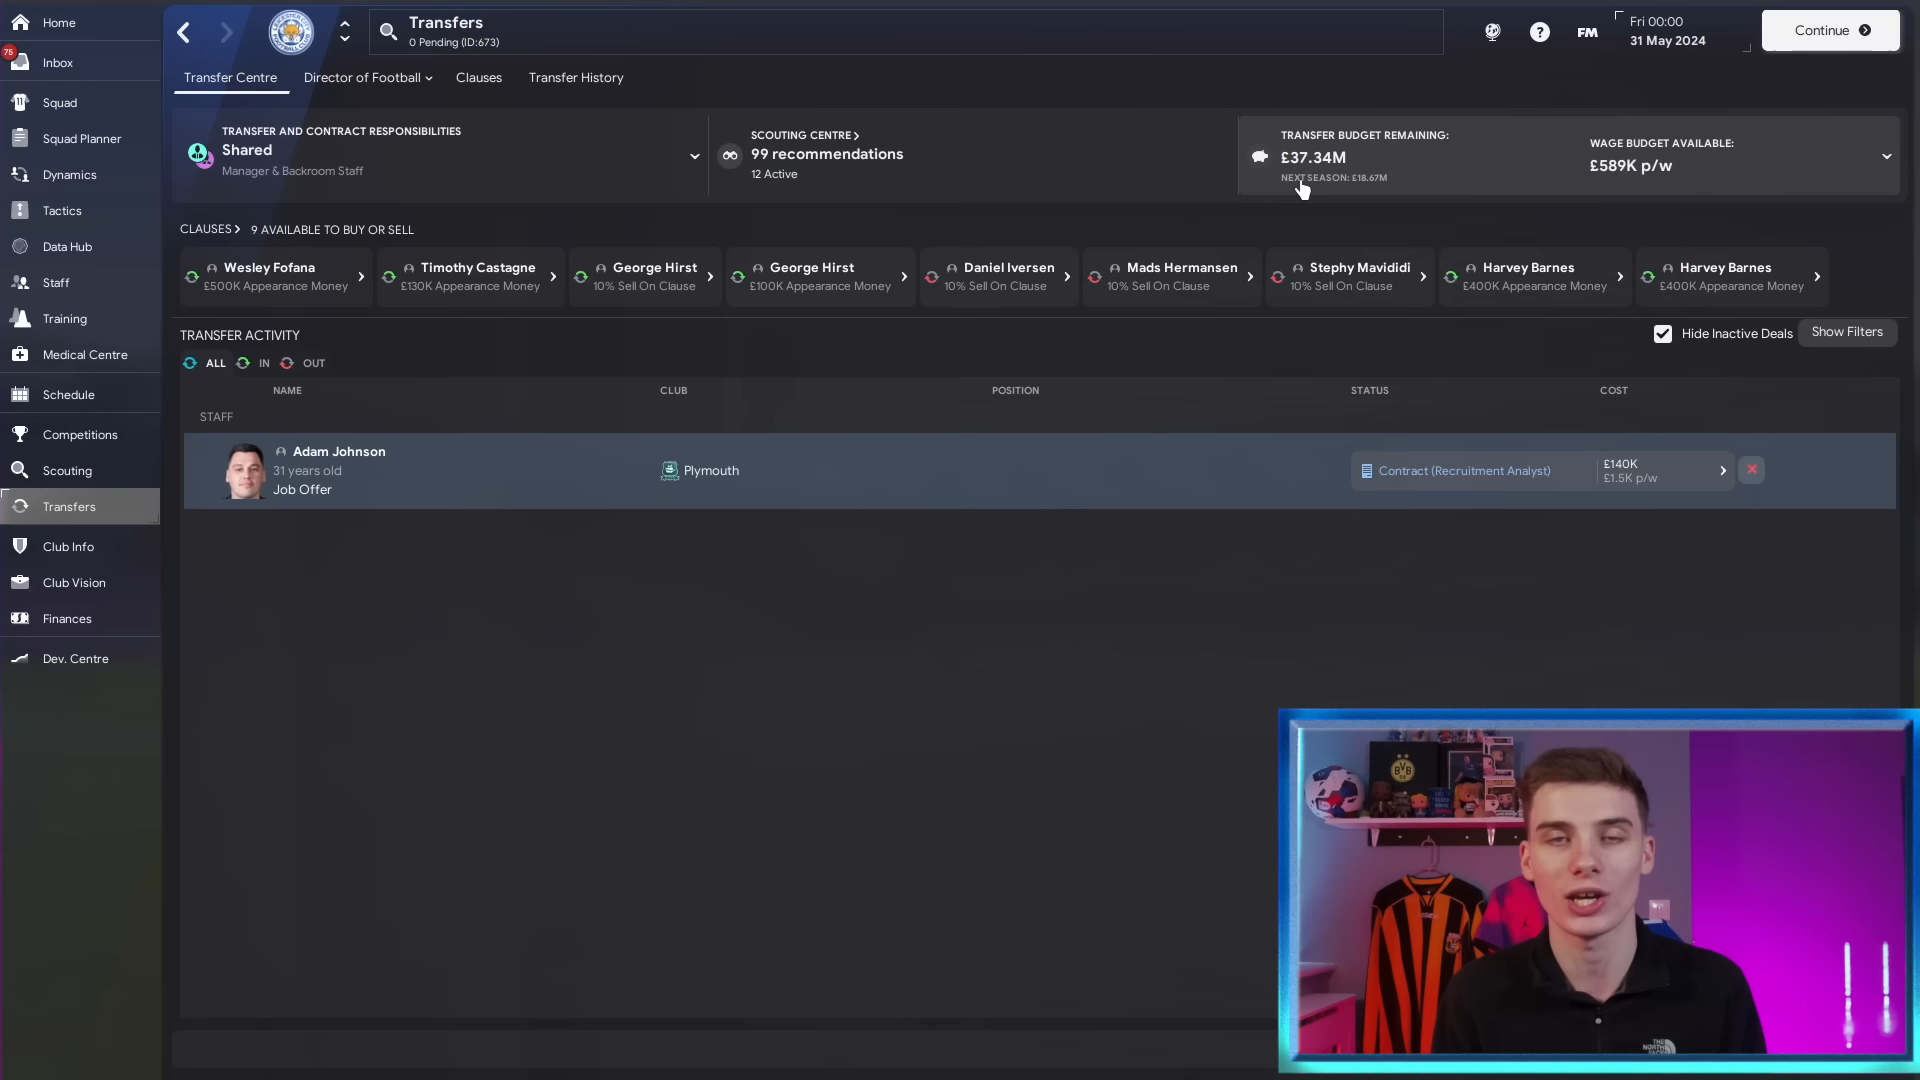 Home
75
Inbox
Squad
Squad Planner
Dynamics
Tactics
Data Hub
Staff
Training
Medical Centre
Schedule
Competitions
Scouting
Transfers
Club Info
Club Vision
Finances
Dev. Centre
Transfers
0 Pending (ID:673)
FM
Fri 00:00
31 May 2024
Continue
Transfer Centre
Director of Football
Clauses
Transfer History
TRANSFER AND CONTRACT RESPONSIBILITIES
Shared
Manager & Backroom Staff
SCOUTING CENTRE
99 recommendations
12 Active
TRANSFER BUDGET REMAINING:
£37.34M
NEXT SEASON: £18.67M
WAGE BUDGET AVAILABLE:
£589K p/w
CLAUSES 9 AVAILABLE TO BUY OR SELL
Wesley Fofana
£500K Appearance Money
Timothy Castagne
£130K Appearance Money
George Hirst
10% Sell On Clause
George Hirst
£100K Appearance Money
Daniel Iversen
10% Sell On Clause
Mads Hermansen
10% Sell On Clause
Stephy Mavididi
10% Sell On Clause
Harvey Barnes
£400K Appearance Money
Harvey Barnes
£400K Appearance Money
TRANSFER ACTIVITY
Hide Inactive Deals
Show Filters
ALL IN OUT
NAME CLUB POSITION STATUS COST
STAFF
Adam Johnson
31 years old
Job Offer
Plymouth
Contract (Recruitment Analyst)
£140K
£1.5K p/w
BVB
09
THE
NORTH
FACE